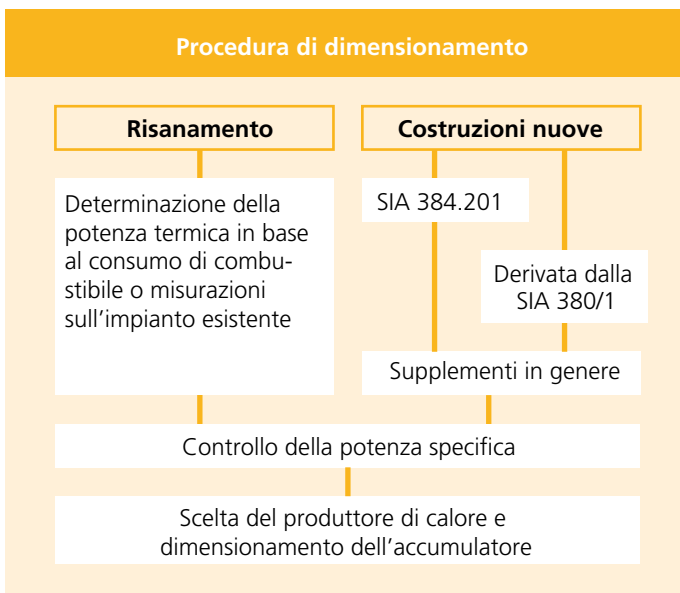 Procedura di dimensionamento
Risanamento
Costruzioni nuove
Determinazione della
potenza termica in base
al consumo di combu-
stibile o misurazioni
sull’impianto esistente
SIA 384.201
Derivata dalla
SIA 380/1
Supplementi in genere
Controllo della potenza specifica
Scelta del produttore di calore e
dimensionamento dell’accumulatore